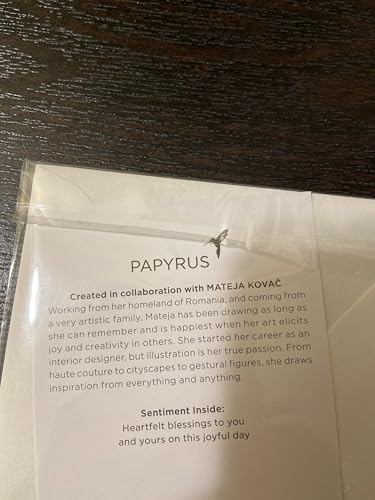 PAPYRUS
Created in collaboration with MATEJA KOVAČ
Working from her homeland of Romania, and coming from
a very artistic family, Mateja has been drawing as long as
she can remember and is happiest when her art elicits
joy and creativity in others. She started her career as an
interior designer, but illustration is her true passion. From
haute couture to cityscapes to gestural figures, she draws
inspiration from everything and anything.
Sentiment Inside:
Heartfelt blessings to you
and yours on this joyful day